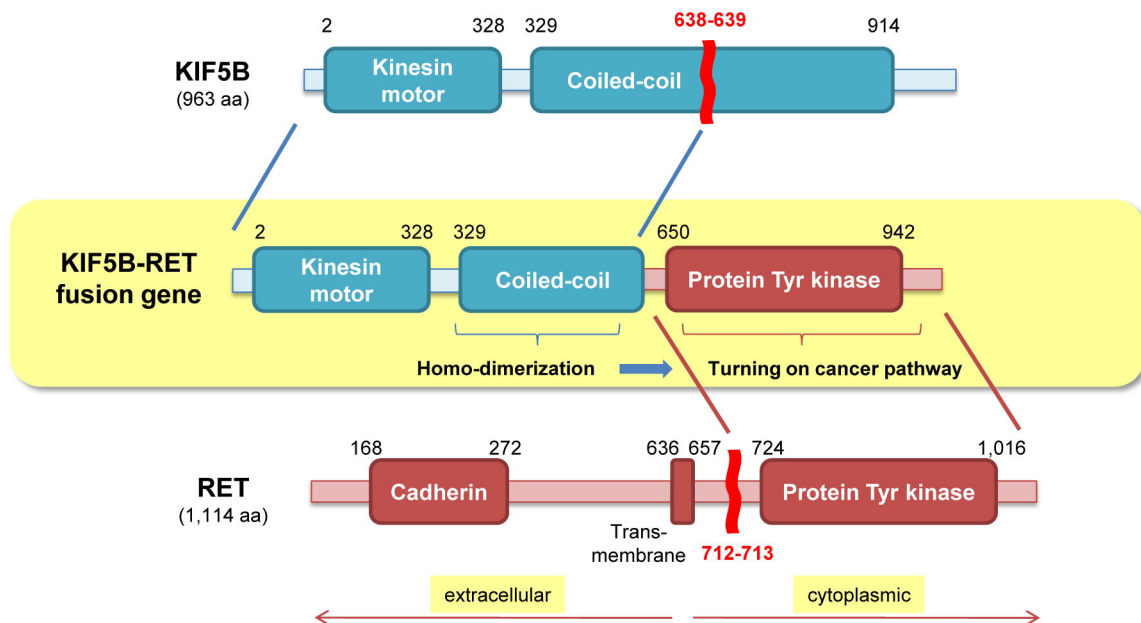 2 328 329 638-639 914
KIF5B
(963 aa)
Kinesin
motor
Coiled-coil
2 328 329 650 942
KIF5B-RET
fusion gene
Kinesin
motor
Coiled-coil
Protein Tyr kinase
Homo-dimerization
Turning on cancer pathway
168 272 636 657 724 1,016
RET
(1,114 aa)
Cadherin
Protein Tyr kinase
Trans-
membrane
712-713
extracellular
cytoplasmic